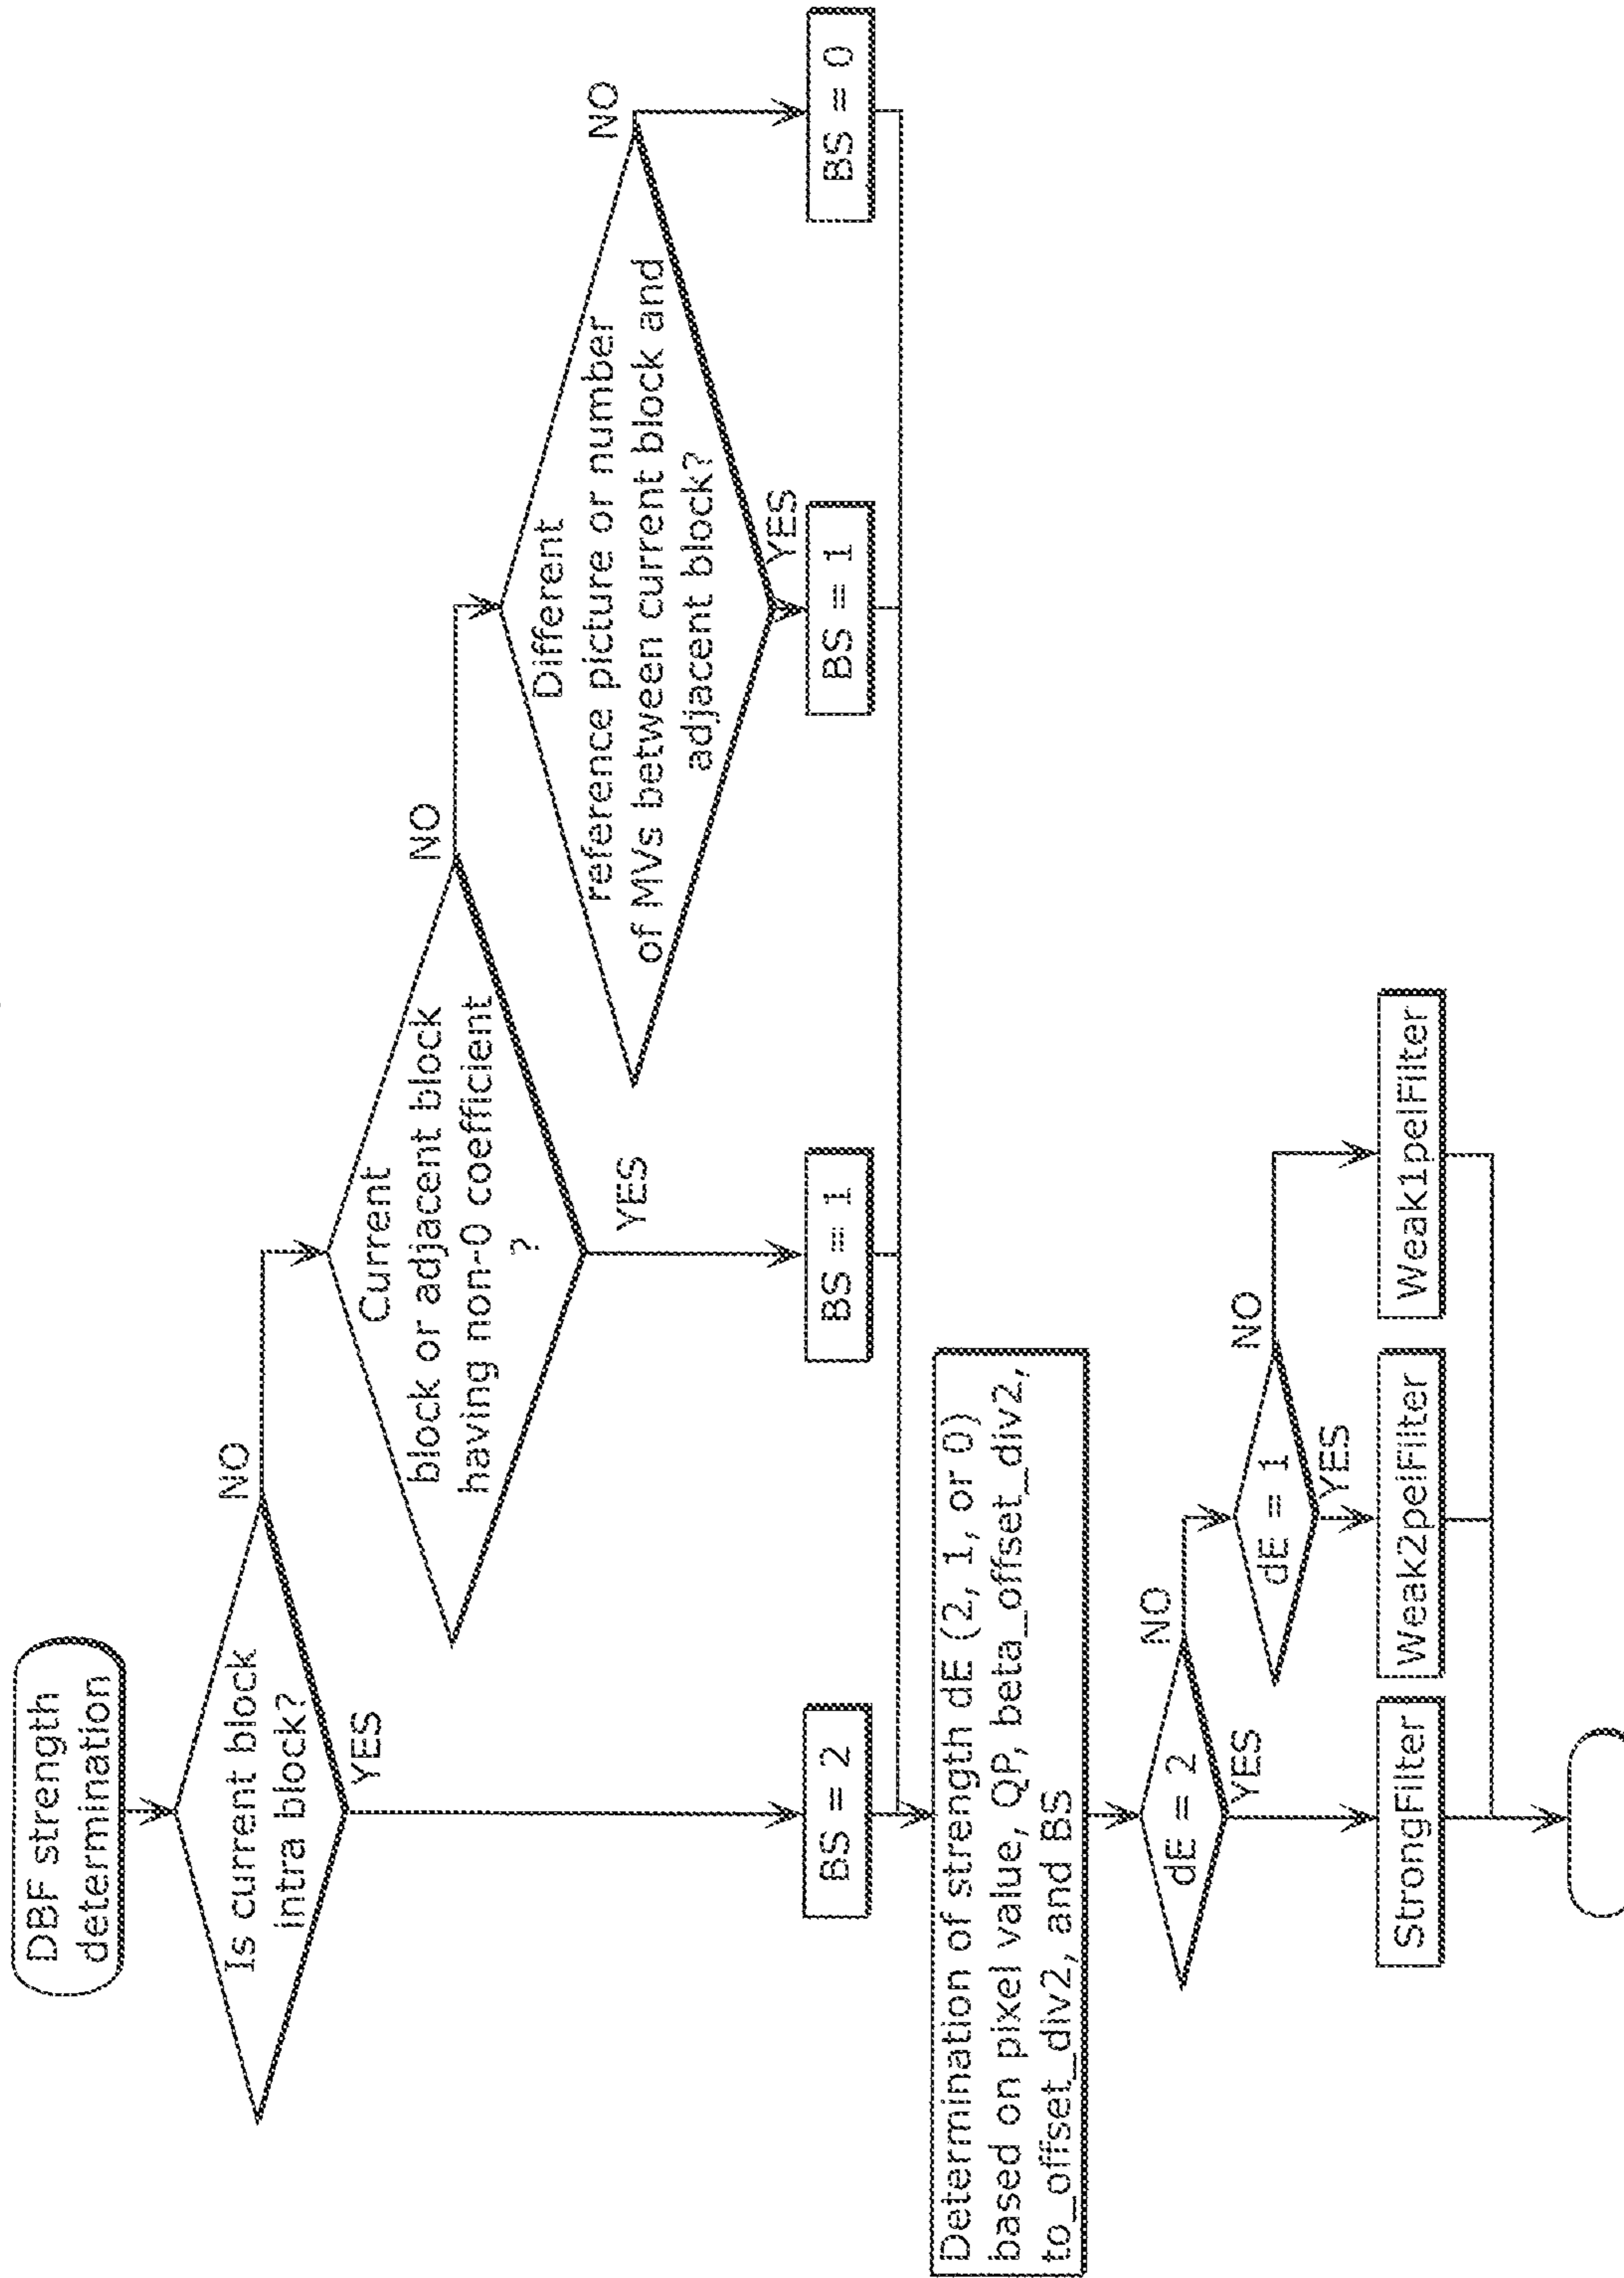 DBF strength
determination
Is current block
intra block?
NO
YES
Current
block or adjacent block
having non-0 coefficient
?
NO
YES
Different
reference picture or number
of MVs between current block and
adjacent block?
NO
YES
BS = 2
BS = 1
BS = 1
BS = 0
Determination of strength dE (2, 1, or 0)
based on pixel value, QP, beta_offset_div2,
to_offset_div2, and BS
dE = 2
NO
YES
dE = 1
NO
YES
StrongFilter
Weak2pelFilter
Weak1pelFilter